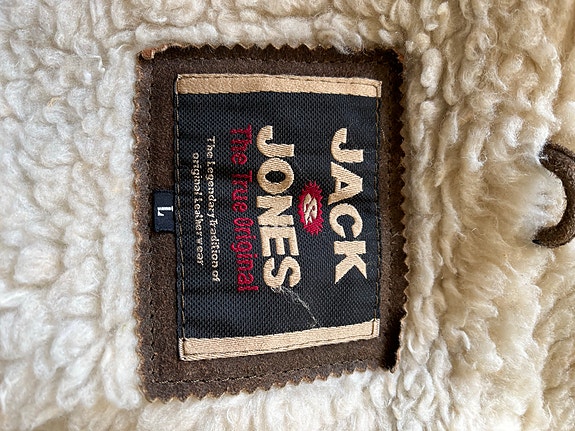 JACK
&
JONES
The True Original
The Legendary Tradition of
original Leatherwear
L